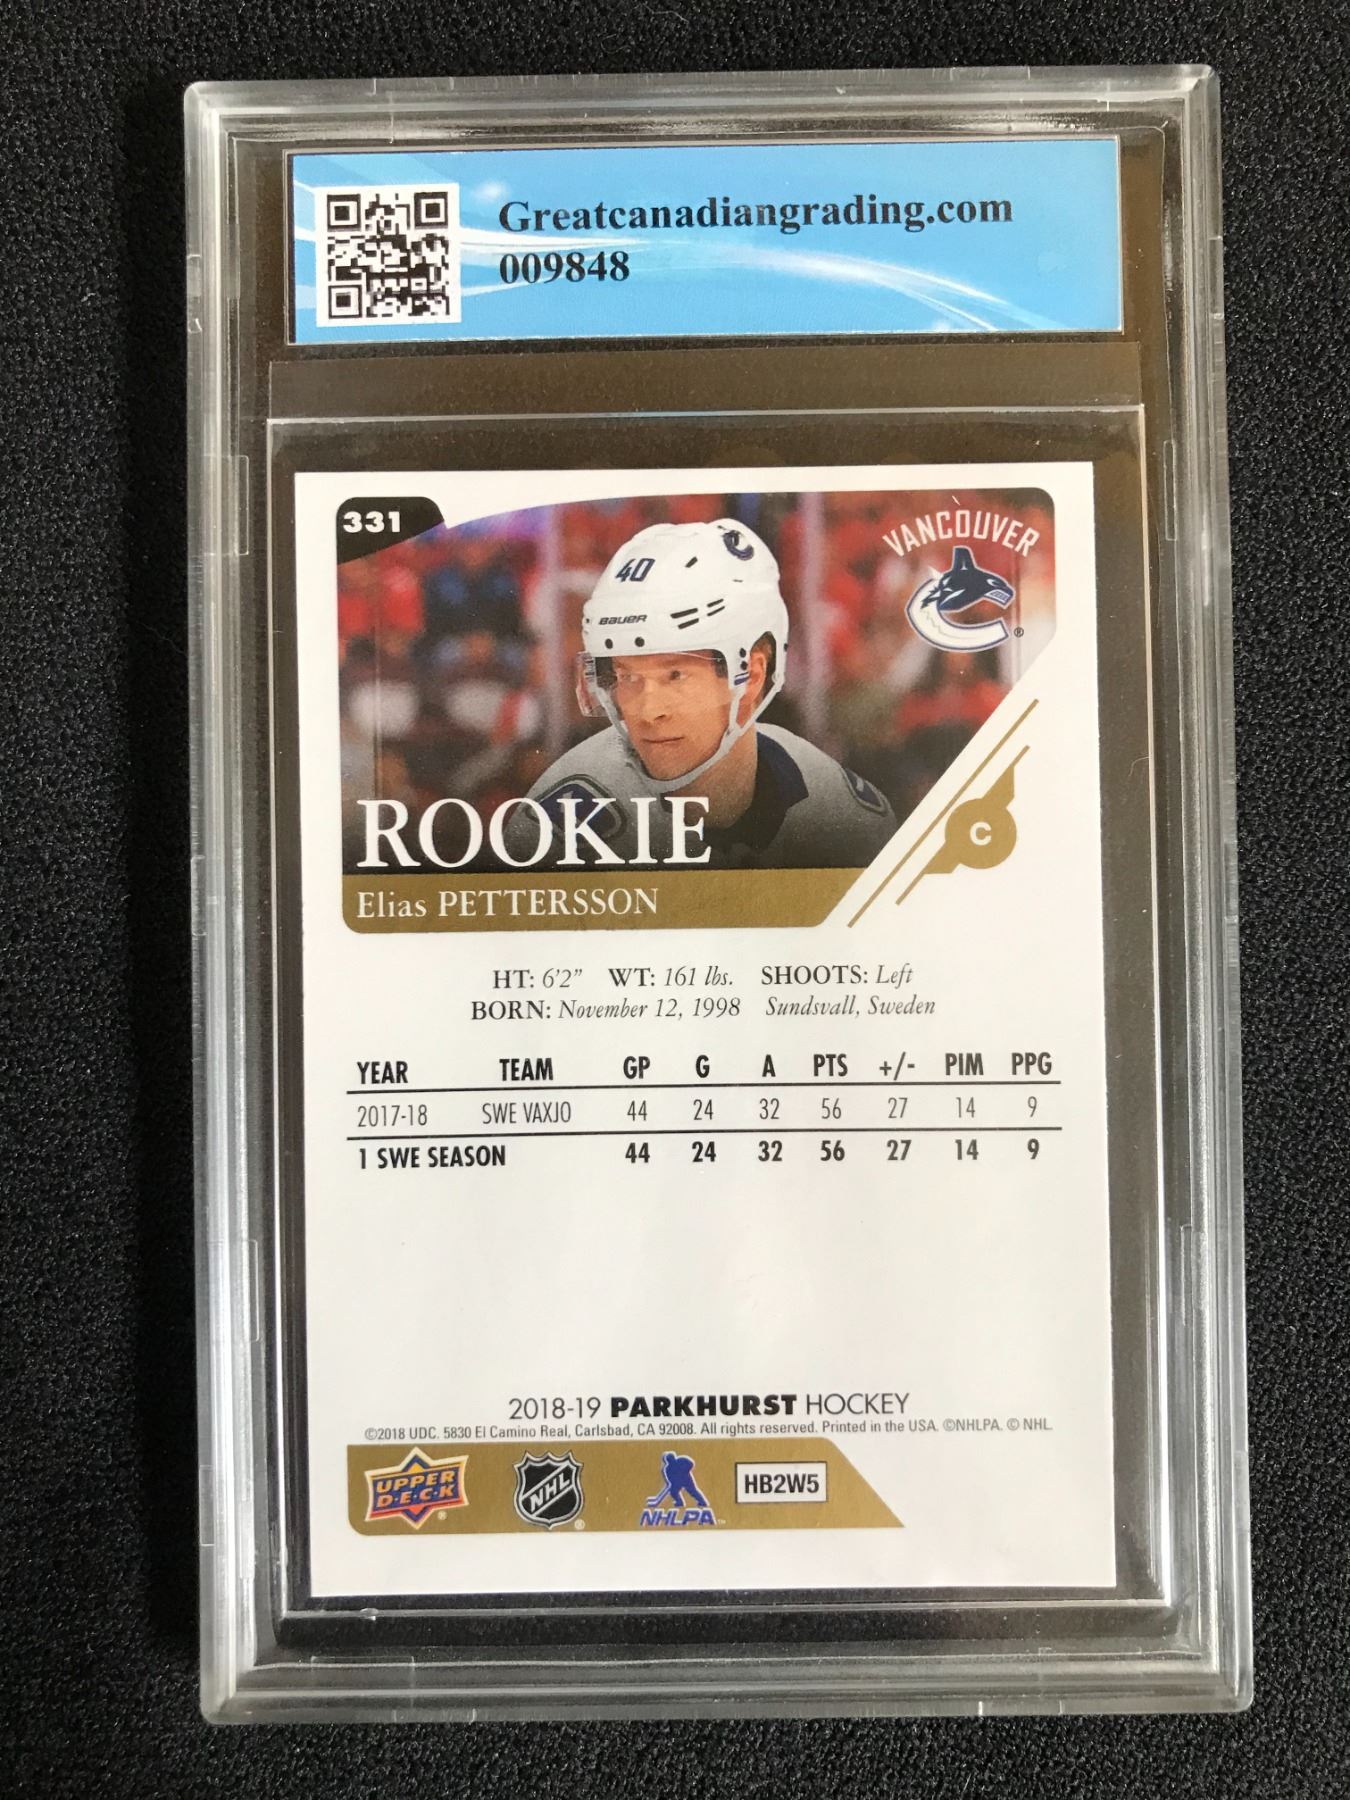 Greatcanadiangrading.com
009848
331
VANCOUVER
®
40
BAUER
C
ROOKIE
Elias PETTERSSON
HT: 6'2" WT: 161 lbs. SHOOTS: Left
BORN: November 12, 1998 Sundsvall, Sweden
YEAR TEAM GP G A PTS +/- PIM PPG
2017-18 SWE VAXJO 44 24 32 56 27 14 9
1 SWE SEASON 44 24 32 56 27 14 9
2018-19 PARKHURST HOCKEY
©2018 UDC. 5830 El Camino Real, Carlsbad, CA 92008. All rights reserved. Printed in the USA. ©NHLPA. © NHL.
UPPER DECK ® NHL ® NHLPA ™ HB2W5